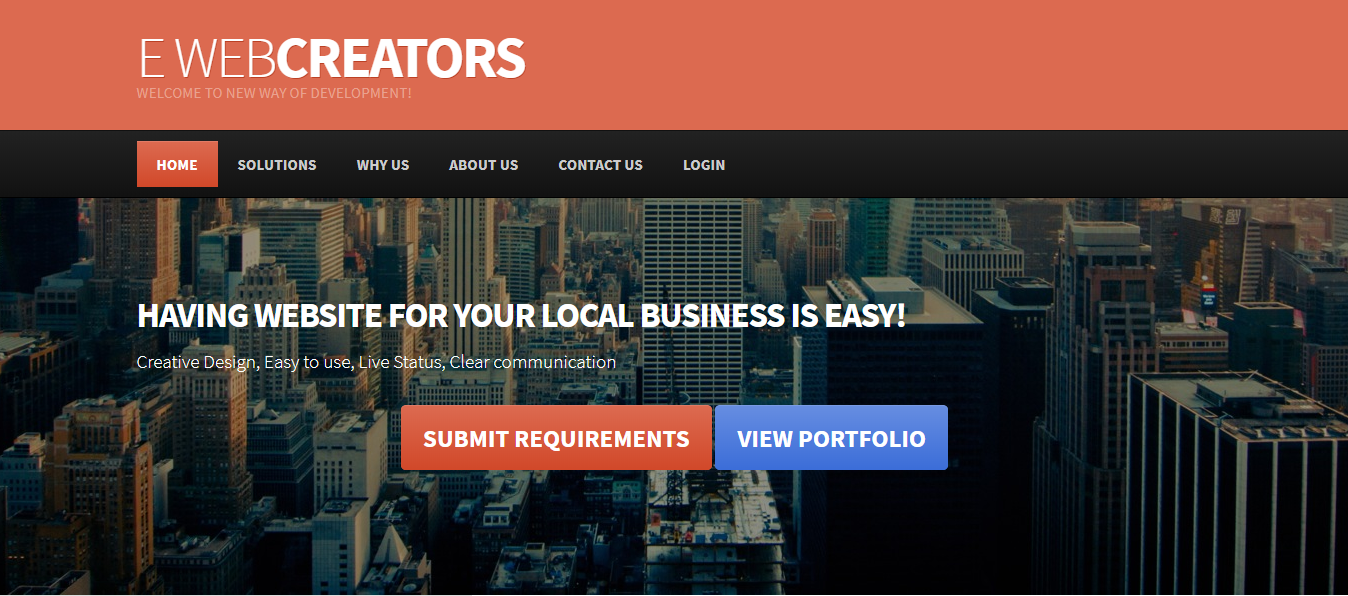 E WEBCREATORS
WELCOME TO NEW WAY OF DEVELOPMENT!
HOME SOLUTIONS WHY US ABOUT US CONTACT US LOGIN
HAVING WEBSITE FOR YOUR LOCAL BUSINESS IS EASY!
Creative Design, Easy to use, Live Status, Clear communication
SUBMIT REQUIREMENTS VIEW PORTFOLIO